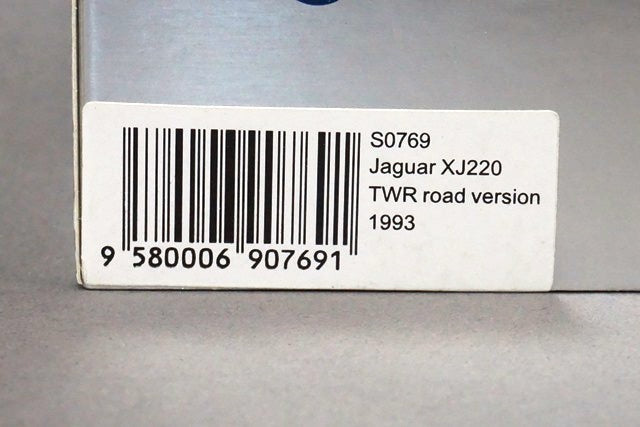 S0769
Jaguar XJ220
TWR road version
1993
9 580006 907691